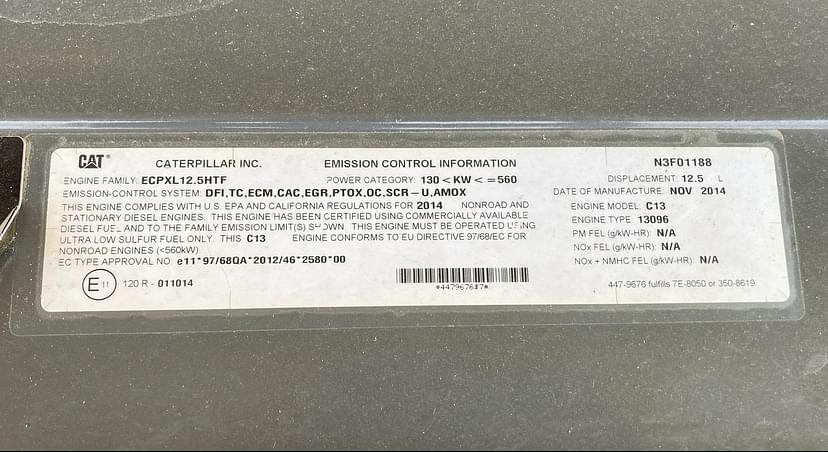 CAT CATERPILLAR INC. EMISSION CONTROL INFORMATION N3F01188
ENGINE FAMILY: ECPXL12.5HTF POWER CATEGORY: 130 < KW < = 560 DISPLACEMENT: 12.5 L
EMISSION-CONTROL SYSTEM: DFI,TC,ECM,CAC,EGR,PTOX,OC,SCR - U,AMOX DATE OF MANUFACTURE: NOV 2014
THIS ENGINE COMPLIES WITH U.S. EPA AND CALIFORNIA REGULATIONS FOR 2014 NONROAD AND ENGINE MODEL: C13
STATIONARY DIESEL ENGINES. THIS ENGINE HAS BEEN CERTIFIED USING COMMERCIALLY AVAILABLE ENGINE TYPE: 13096
DIESEL FUEL AND TO THE FAMILY EMISSION LIMIT(S) SHOWN. THIS ENGINE MUST BE OPERATED USING PM FEL (g/kW-HR): N/A
ULTRA LOW SULFUR FUEL ONLY. THIS C13 ENGINE CONFORMS TO EU DIRECTIVE 97/68/EC FOR NOx FEL (g/kW-HR): N/A
NONROAD ENGINES (<560kW).
EC TYPE APPROVAL NO: e11*97/68QA*2012/46*2580*00 NOx + NMHC FEL (g/kW-HR): N/A
E11 120 R - 011014 447-9676 fulfills 7E-8050 or 350-8619